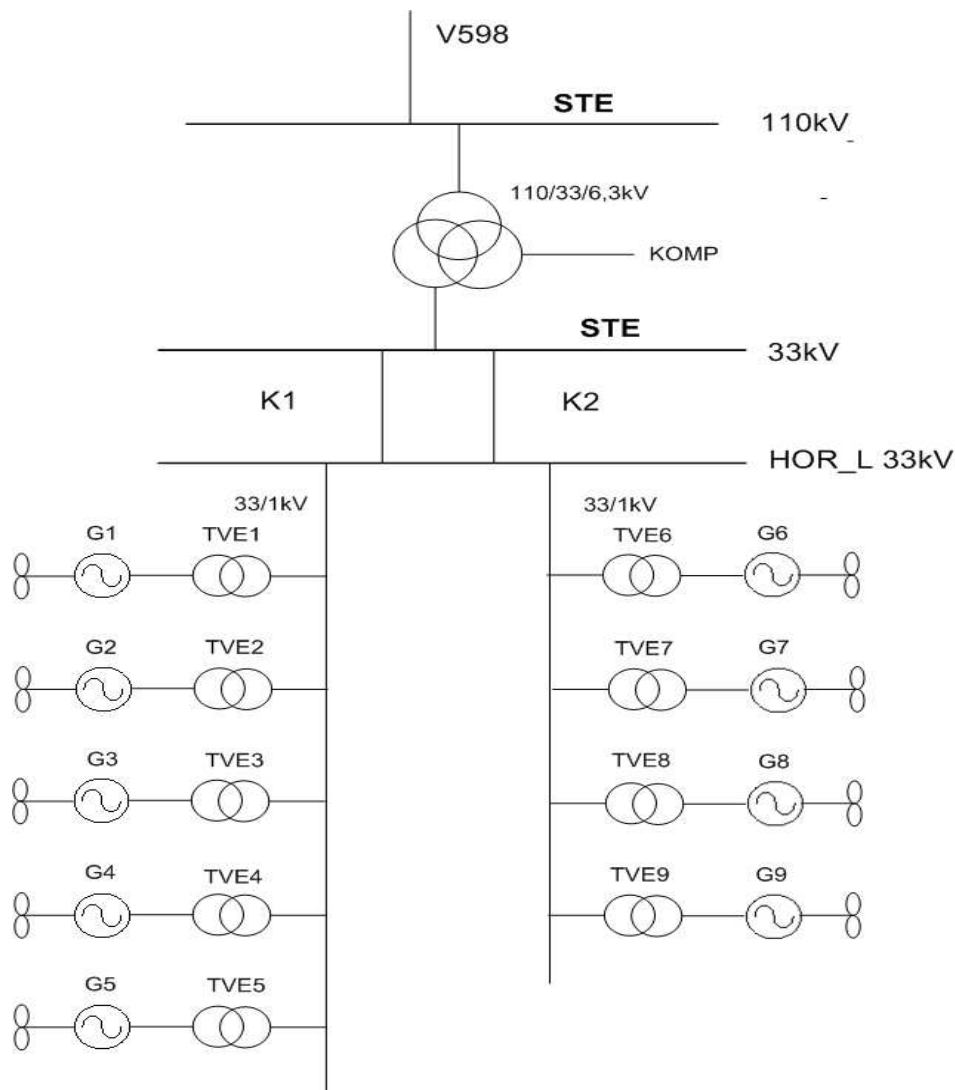 V598
STE
110kV
110/33/6,3kV
KOMP
STE
33kV
K1
K2
HOR_L 33kV
33/1kV
33/1kV
G1
TVE1
TVE6
G6
G2
TVE2
TVE7
G7
G3
TVE3
TVE8
G8
G4
TVE4
TVE9
G9
G5
TVE5